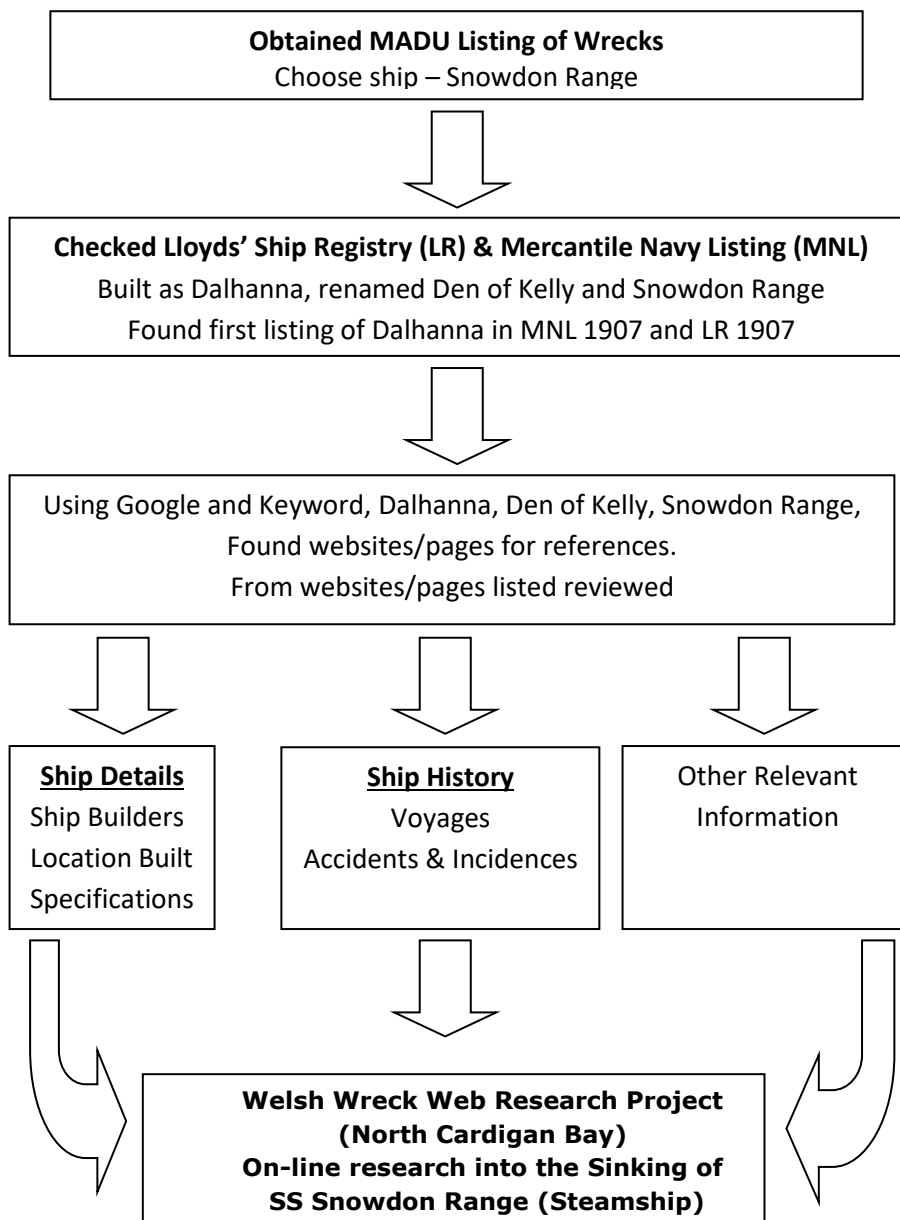 Obtained MADU Listing of Wrecks
Choose ship – Snowdon Range
Checked Lloyds’ Ship Registry (LR) & Mercantile Navy Listing (MNL)
Built as Dalhanna, renamed Den of Kelly and Snowdon Range
Found first listing of Dalhanna in MNL 1907 and LR 1907
Using Google and Keyword, Dalhanna, Den of Kelly, Snowdon Range,
Found websites/pages for references.
From websites/pages listed reviewed
Ship Details
Ship Builders
Location Built
Specifications
Ship History
Voyages
Accidents & Incidences
Other Relevant
Information
Welsh Wreck Web Research Project
(North Cardigan Bay)
On-line research into the Sinking of
SS Snowdon Range (Steamship)